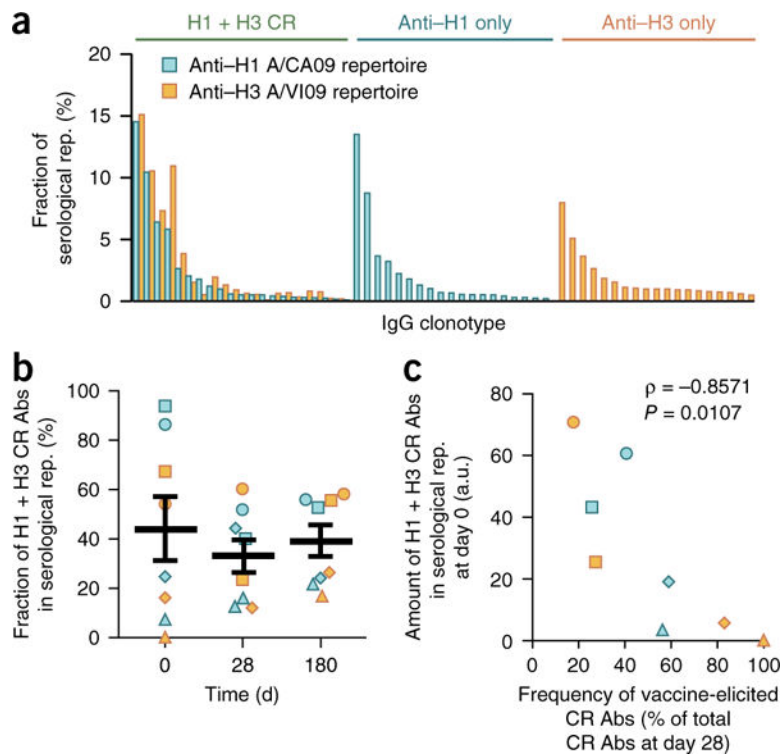 a
H1 + H3 CR
Anti–H1 only
Anti–H3 only
Anti–H1 A/CA09 repertoire
Anti–H3 A/VI09 repertoire
Fraction of
serological rep. (%)
20
15
10
5
0
IgG clonotype
b
Fraction of H1 + H3 CR Abs
in serological rep. (%)
100
80
60
40
20
0
0
28
180
Time (d)
c
ρ = –0.8571
P = 0.0107
Amount of H1 + H3 CR Abs
in serological rep.
at day 0 (a.u.)
80
60
40
20
0
0
20
40
60
80
100
Frequency of vaccine-elicited
CR Abs (% of total
CR Abs at day 28)